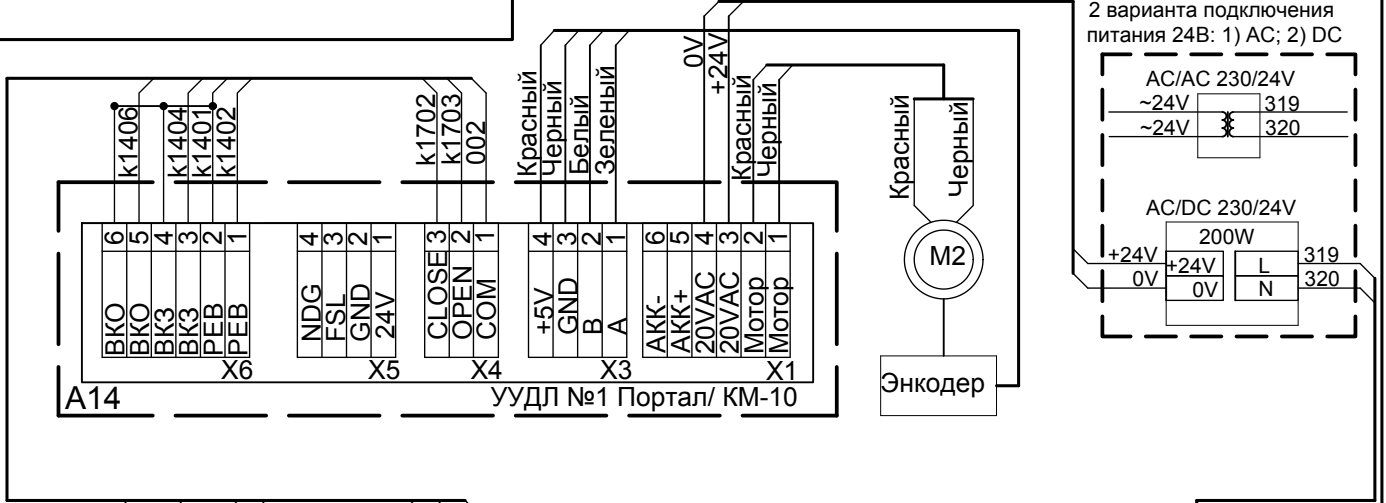 2 варианта подключения
питания 24В: 1) AC; 2) DC
AC/AC 230/24V
~24V 319
~24V 320
AC/DC 230/24V
200W
+24V +24V L 319
0V 0V N 320
k1406
k1404
k1401
k1402
k1702
k1703
002
Красный
Черный
Белый
Зеленый
0V
+24V
Красный
Черный
Красный
Черный
M2
Энкодер
6 5 4 3 2 1
ВКО
ВКО
ВКЗ
ВКЗ
РЕВ
РЕВ
X6
4 3 2 1
NDG
FSL
GND
24V
X5
3 2 1
CLOSE
OPEN
COM
X4
4 3 2 1
+5V
GND
B
A
X3
6 5 4 3 2 1
АКК-
АКК+
20VAC
20VAC
Мотор
Мотор
X1
A14
УУДЛ №1 Портал/ КМ-10